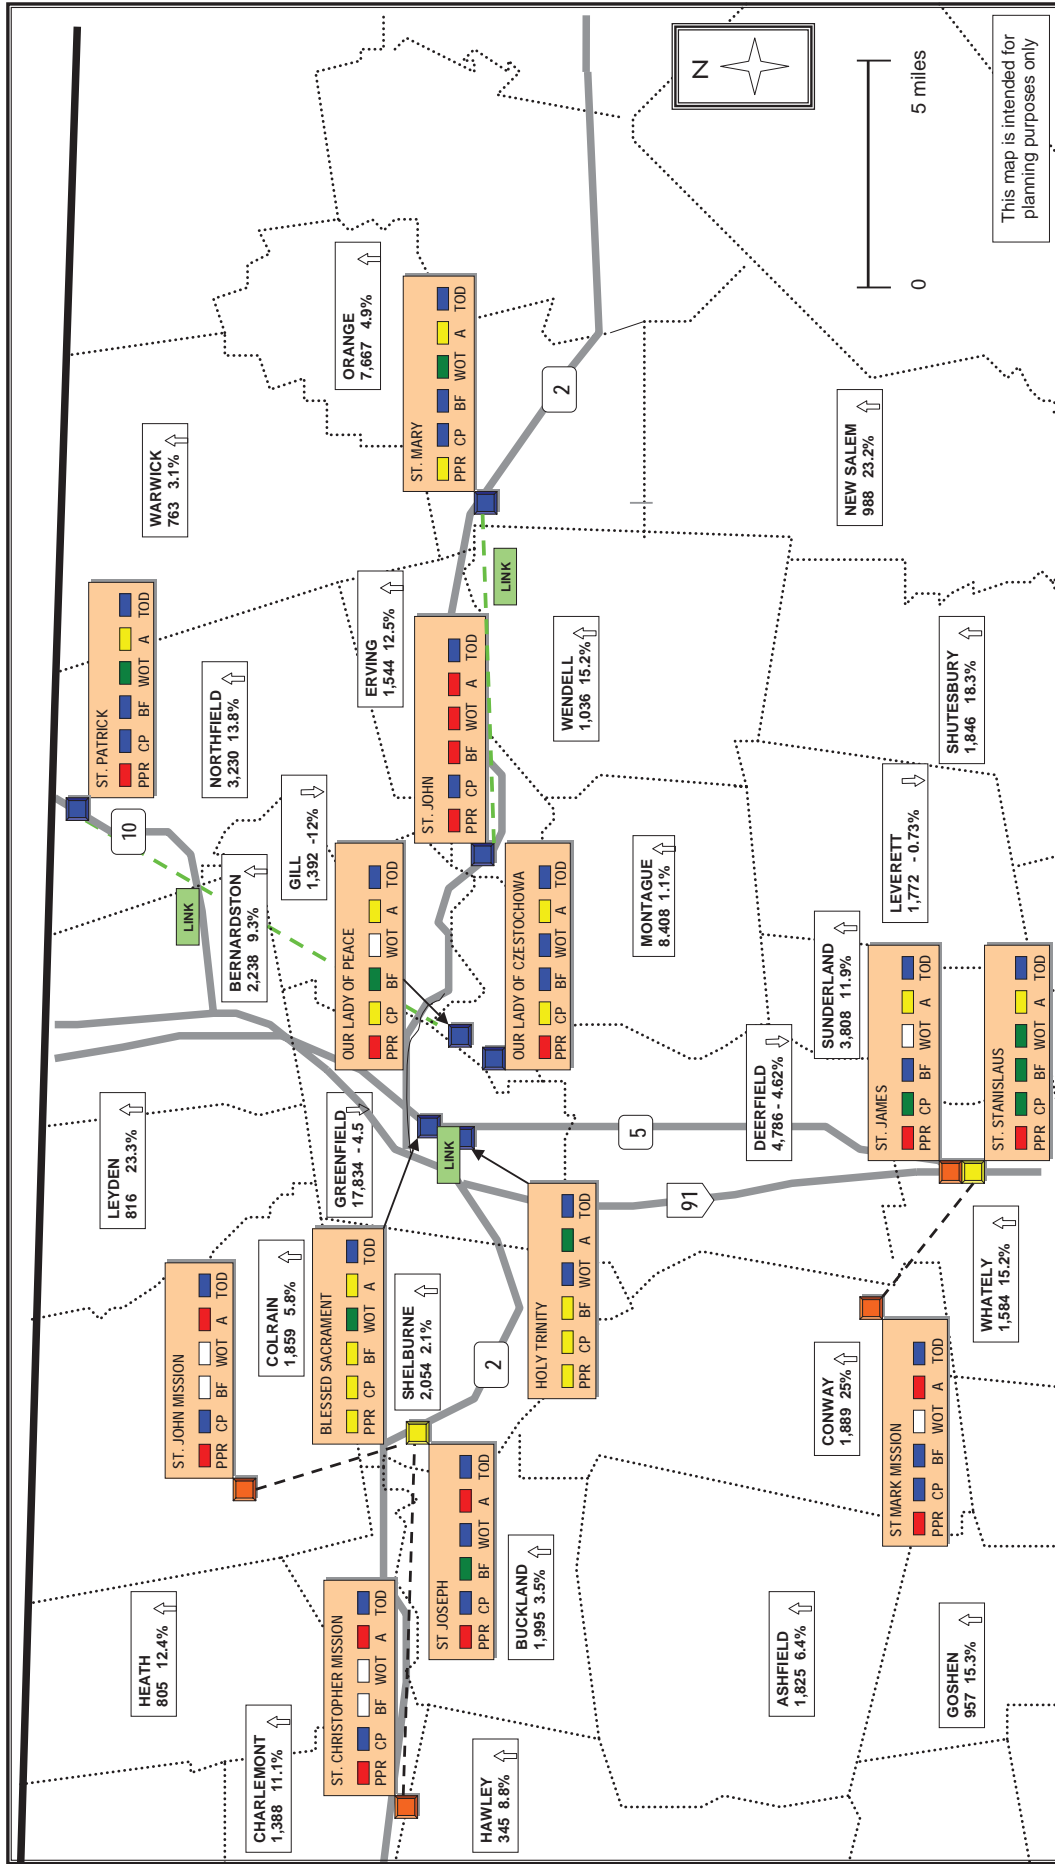 HEATH
805 12.4%
CHARLEMONT
1,388 11.1%
HAWLEY
345 8.8%
ST. CHRISTOPHER MISSION
PPR CP BF WOT A TOD
ST. JOHN MISSION
PPR CP BF WOT A TOD
LEYDEN
816 23.3%
COLRAIN
1,859 5.8%
BLESSED SACRAMENT
PPR CP BF WOT A TOD
GREENFIELD
17,834 - 4.5
SHELBURNE
2,054 2.1%
ST JOSEPH
PPR CP BF WOT A TOD
BUCKLAND
1,995 3.5%
2
HOLY TRINITY
PPR CP BF WOT A TOD
LINK
BERNARDSTON
2,238 9.3%
LINK
10
ST. PATRICK
PPR CP BF WOT A TOD
WARWICK
763 3.1%
NORTHFIELD
3,230 13.8%
GILL
1,392 -12%
OUR LADY OF PEACE
PPR CP BF WOT A TOD
ERVING
1,544 12.5%
ORANGE
7,667 4.9%
ST. JOHN
PPR CP BF WOT A TOD
ST. MARY
PPR CP BF WOT A TOD
LINK
2
OUR LADY OF CZESTOCHOWA
PPR CP BF WOT A TOD
WENDELL
1,036 15.2%
MONTAGUE
8.408 1.1%
5
91
DEERFIELD
4,786 - 4.62%
CONWAY
1,889 25%
ST MARK MISSION
PPR CP BF WOT A TOD
ASHFIELD
1,825 6.4%
GOSHEN
957 15.3%
WHATELY
1,584 15.2%
SUNDERLAND
3,808 11.9%
ST. JAMES
PPR CP BF WOT A TOD
ST. STANISLAUS
PPR CP BF WOT A TOD
LEVERETT
1,772 - 0.73%
SHUTESBURY
1,846 18.3%
NEW SALEM
988 23.2%
N
0 5 miles
This map is intended for
planning purposes only